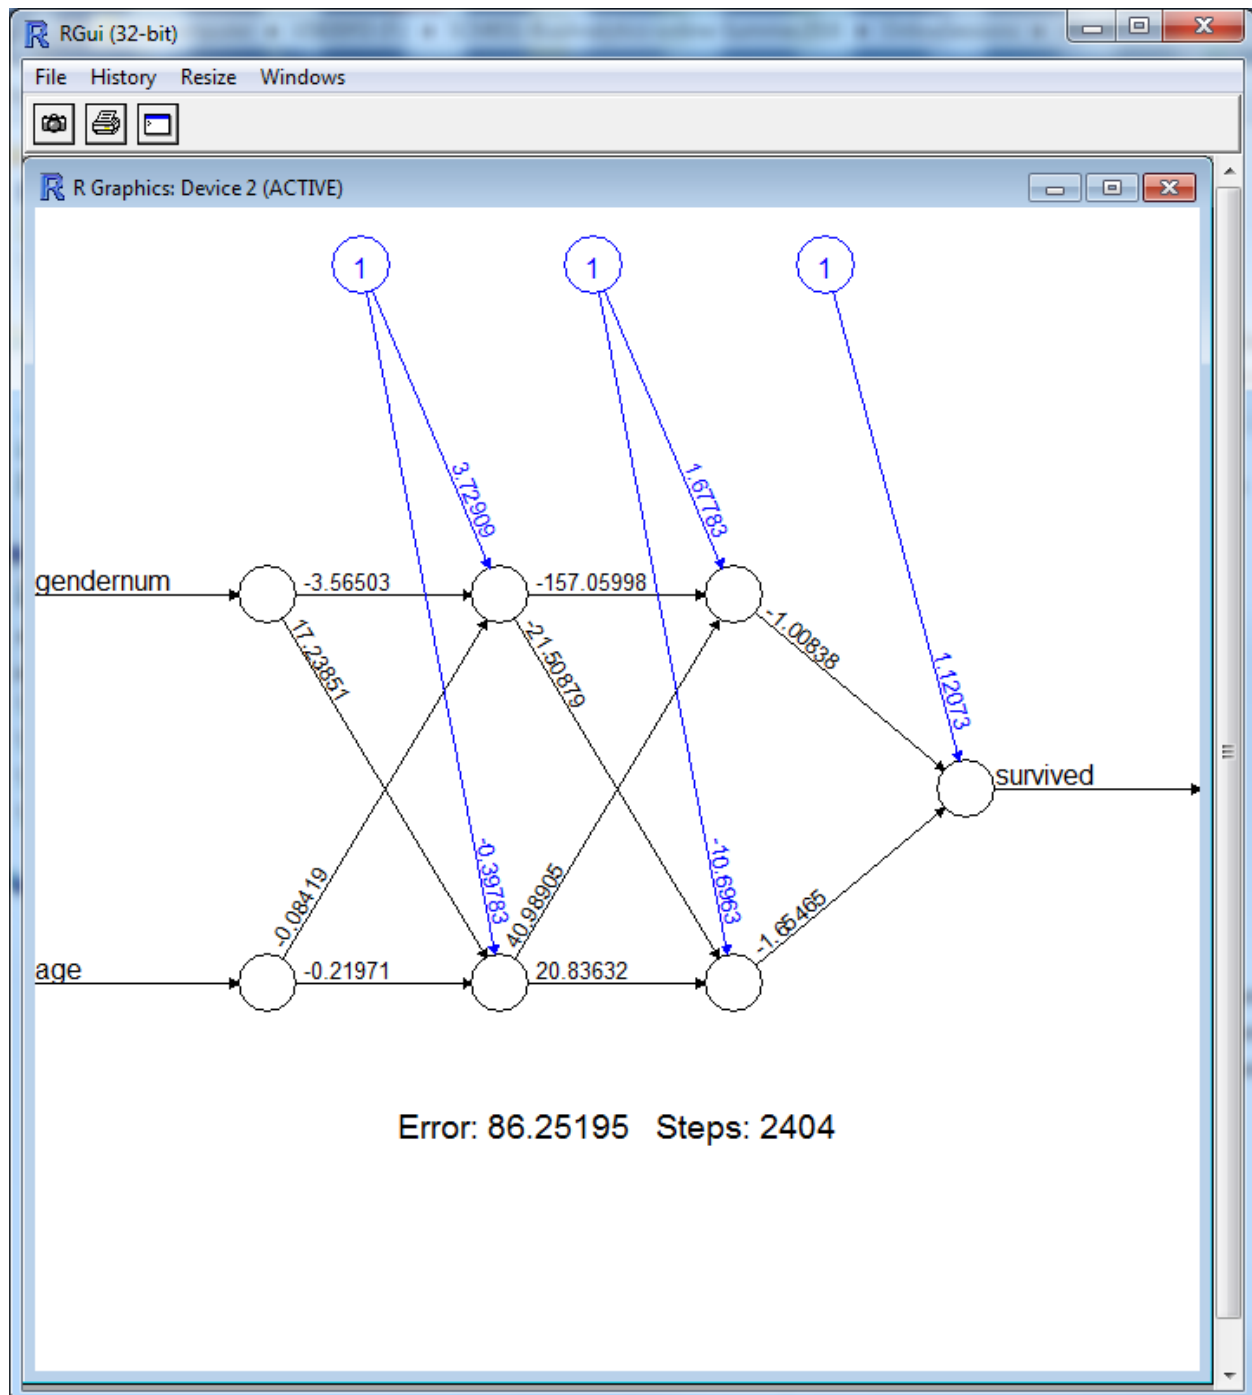 RGui (32-bit)
File History Resize Windows
R Graphics: Device 2 (ACTIVE)
1 1 1
3.72909
1.67783
gendernum
-3.56503
-157.05998
17.23851
-21.50879
-1.00838
1.12073
survived
-0.08419
-0.39783
40.98905
-10.6963
-1.65465
age
-0.21971
20.83632
Error: 86.25195 Steps: 2404